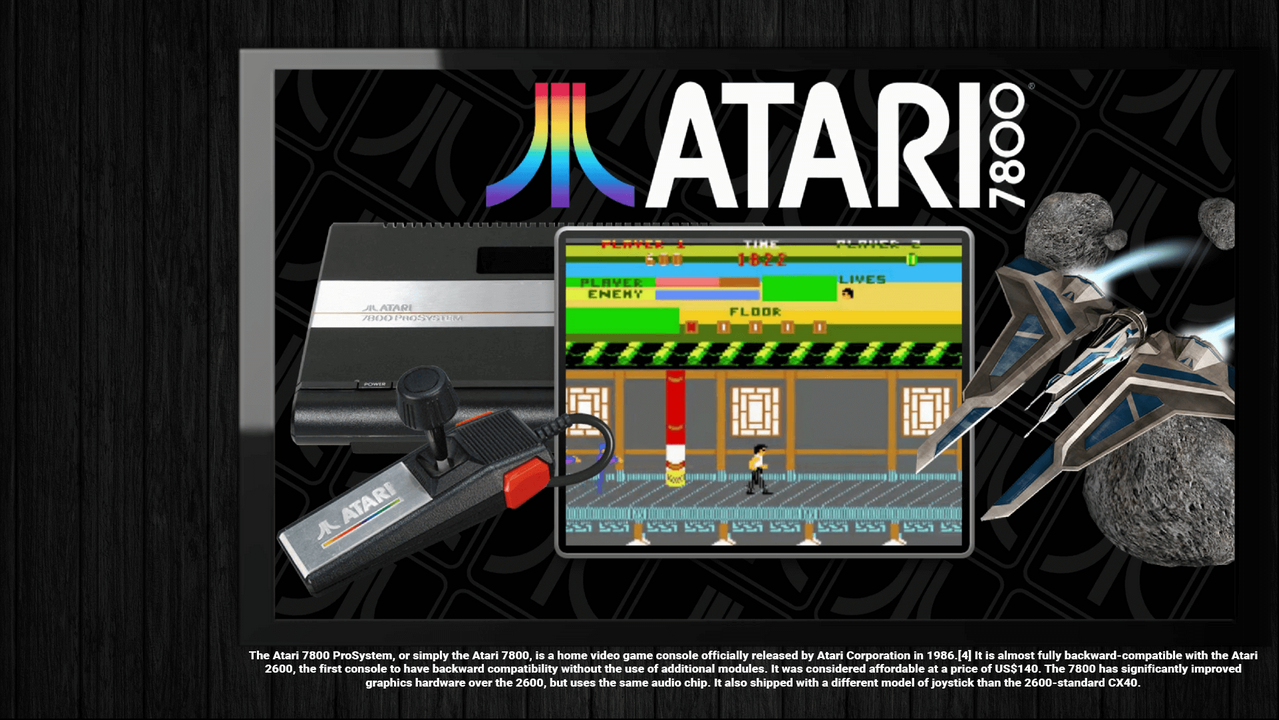 ATARI 7800®
ATARI
7800 PROSYSTEM
POWER
ATARI
PLAYER 1 TIME PLAYER 2
600 1822 0
PLAYER LIVES
ENEMY
FLOOR
The Atari 7800 ProSystem, or simply the Atari 7800, is a home video game console officially released by Atari Corporation in 1986.[4] It is almost fully backward-compatible with the Atari
2600, the first console to have backward compatibility without the use of additional modules. It was considered affordable at a price of US$140. The 7800 has significantly improved
graphics hardware over the 2600, but uses the same audio chip. It also shipped with a different model of joystick than the 2600-standard CX40.